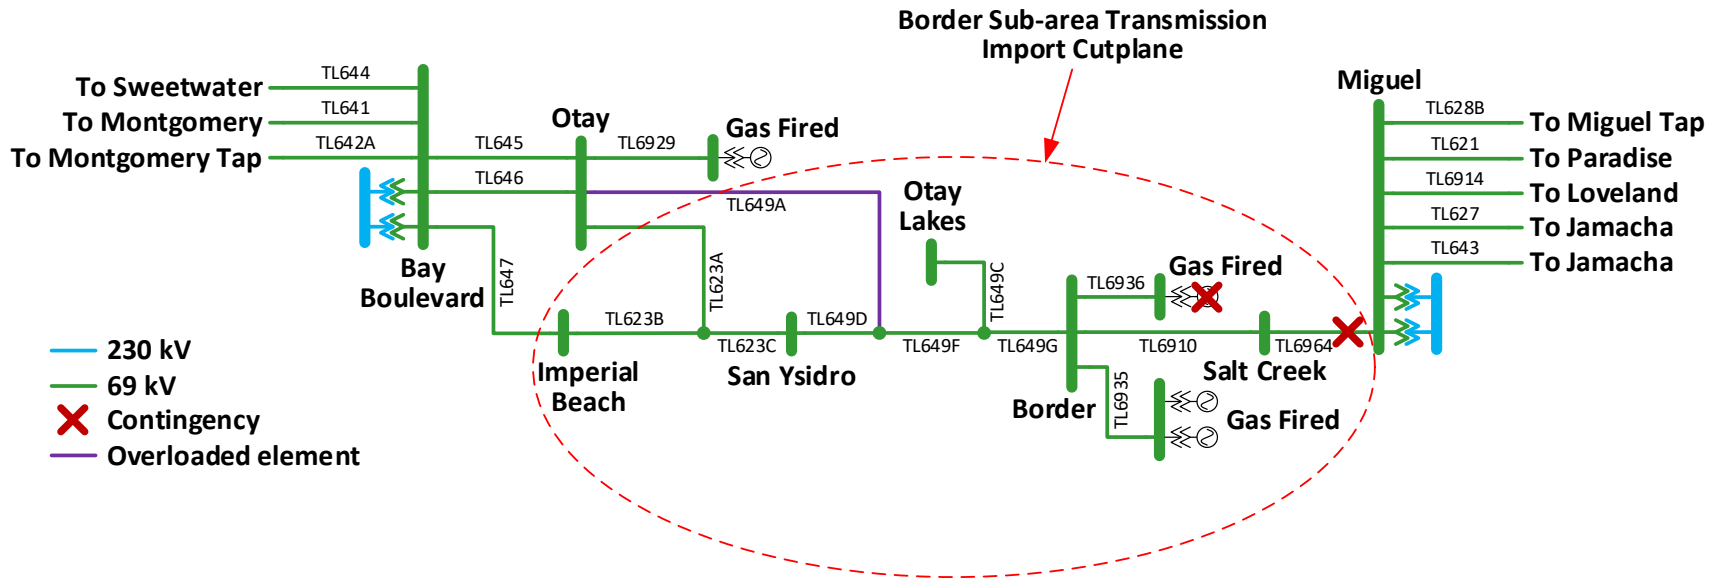 Border Sub-area Transmission
Import Cutplane
Miguel
TL644
To Sweetwater
TL641
To Montgomery
TL642A
To Montgomery Tap
Otay
TL645
TL6929
Gas Fired
TL646
TL649A
TL628B
To Miguel Tap
TL621
To Paradise
TL6914
To Loveland
TL627
To Jamacha
TL643
To Jamacha
Otay
Lakes
Bay
Boulevard
TL647
TL623A
TL649C
Gas Fired
TL6936
TL623B
TL649D
TL623C
TL649F
TL649G
TL6910
TL6964
Imperial
Beach
San Ysidro
Salt Creek
Border
TL6935
Gas Fired
230 kV
69 kV
Contingency
Overloaded element